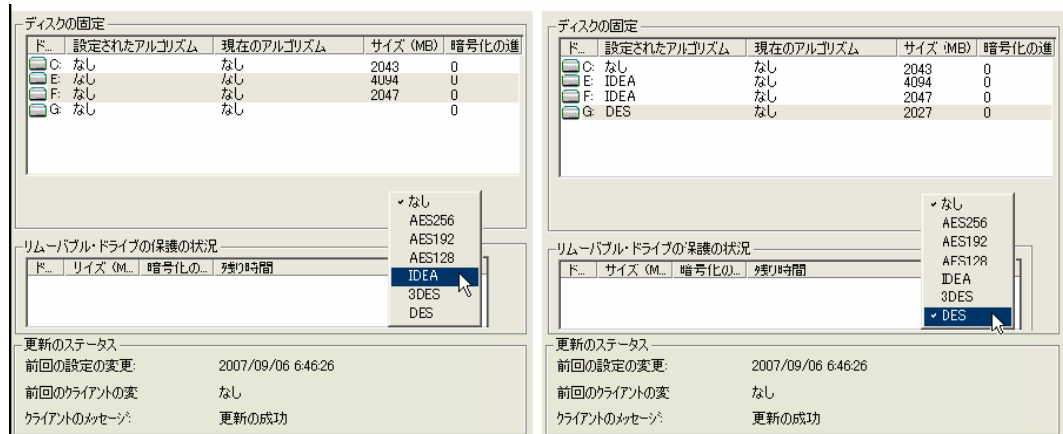 ディスクの固定
ド... 設定されたアルゴリズム 現在のアルゴリズム サイズ (MB) 暗号化の進
C: なし なし 2043 0
E: なし なし 4094 0
F: なし なし 2047 0
G: なし なし 0
なし
AES256
AES192
AES128
IDEA
3DES
DES
リムーバブル・ドライブの保護の状況
ド... サイズ (M... 暗号化の... 残り時間
更新のステータス
前回の設定の変更: 2007/09/06 6:46:26
前回のクライアントの変 なし
クライアントのメッセージ: 更新の成功
ディスクの固定
ド... 設定されたアルゴリズム 現在のアルゴリズム サイズ (MB) 暗号化の進
C: なし なし 2043 0
E: IDEA なし 4094 0
F: IDEA なし 2047 0
G: DES なし 2027 0
なし
AES256
AES192
AES128
IDEA
3DES
DES
リムーバブル・ドライブの保護の状況
ド... サイズ (M... 暗号化の... 残り時間
更新のステータス
前回の設定の変更: 2007/09/06 6:46:26
前回のクライアントの変 なし
クライアントのメッセージ: 更新の成功